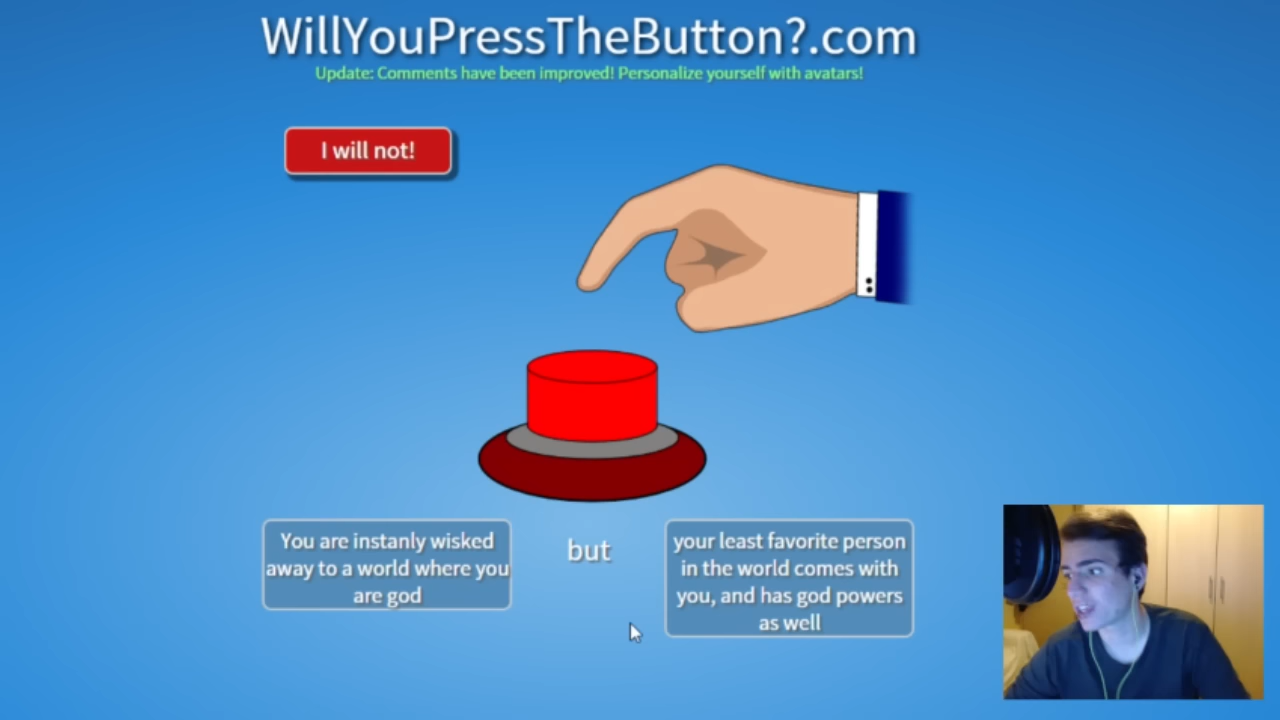 WillYouPressTheButton?.com
Update: Comments have been improved! Personalize yourself with avatars!
I will not!
You are instanly wisked
away to a world where you
are god
but
your least favorite person
in the world comes with
you, and has god powers
as well